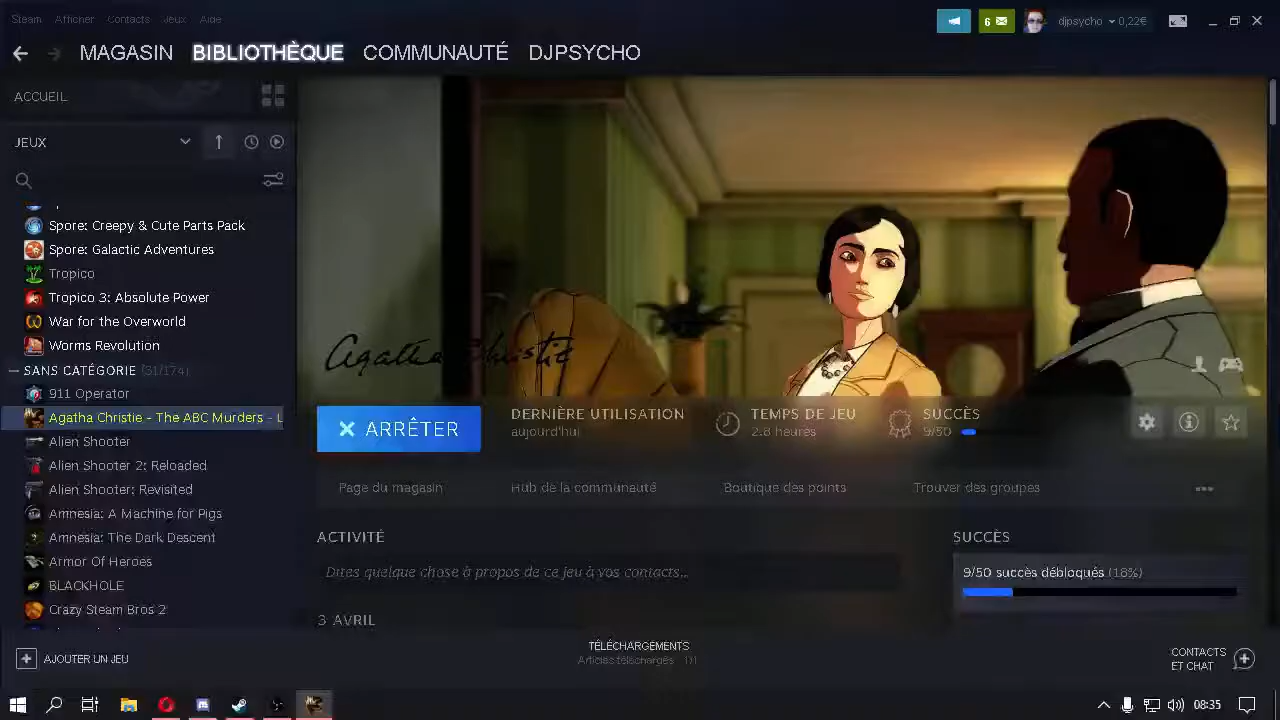 Steam Afficher Contacts Jeux Aide
6
djpsycho 0,22€
MAGASIN BIBLIOTHÈQUE COMMUNAUTÉ DJPSYCHO
ACCUEIL
JEUX
Spore: Creepy & Cute Parts Pack
Spore: Galactic Adventures
Tropico
Tropico 3: Absolute Power
War for the Overworld
Worms Revolution
SANS CATÉGORIE (31/174)
911 Operator
Agatha Christie - The ABC Murders - L
Alien Shooter
Alien Shooter 2: Reloaded
Alien Shooter: Revisited
Amnesia: A Machine for Pigs
Amnesia: The Dark Descent
Armor Of Heroes
BLACKHOLE
Crazy Steam Bros 2
Agatha Christie
ARRÊTER
DERNIÈRE UTILISATION
aujourd'hui
TEMPS DE JEU
2.8 heures
SUCCÈS
9/50
Page du magasin Hub de la communauté Boutique des points Trouver des groupes
ACTIVITÉ
Dites quelque chose à propos de ce jeu à vos contacts...
3 AVRIL
SUCCÈS
9/50 succès débloqués (18%)
AJOUTER UN JEU
TÉLÉCHARGEMENTS
Articles téléchargés
CONTACTS
ET CHAT
08:35